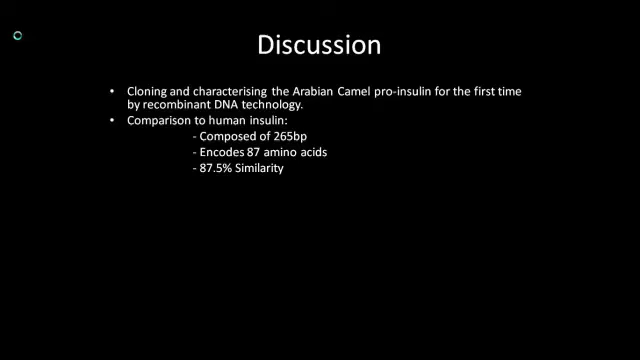 Discussion
• Cloning and characterising the Arabian Camel pro-insulin for the first time
by recombinant DNA technology.
• Comparison to human insulin:
- Composed of 265bp
- Encodes 87 amino acids
- 87.5% Similarity